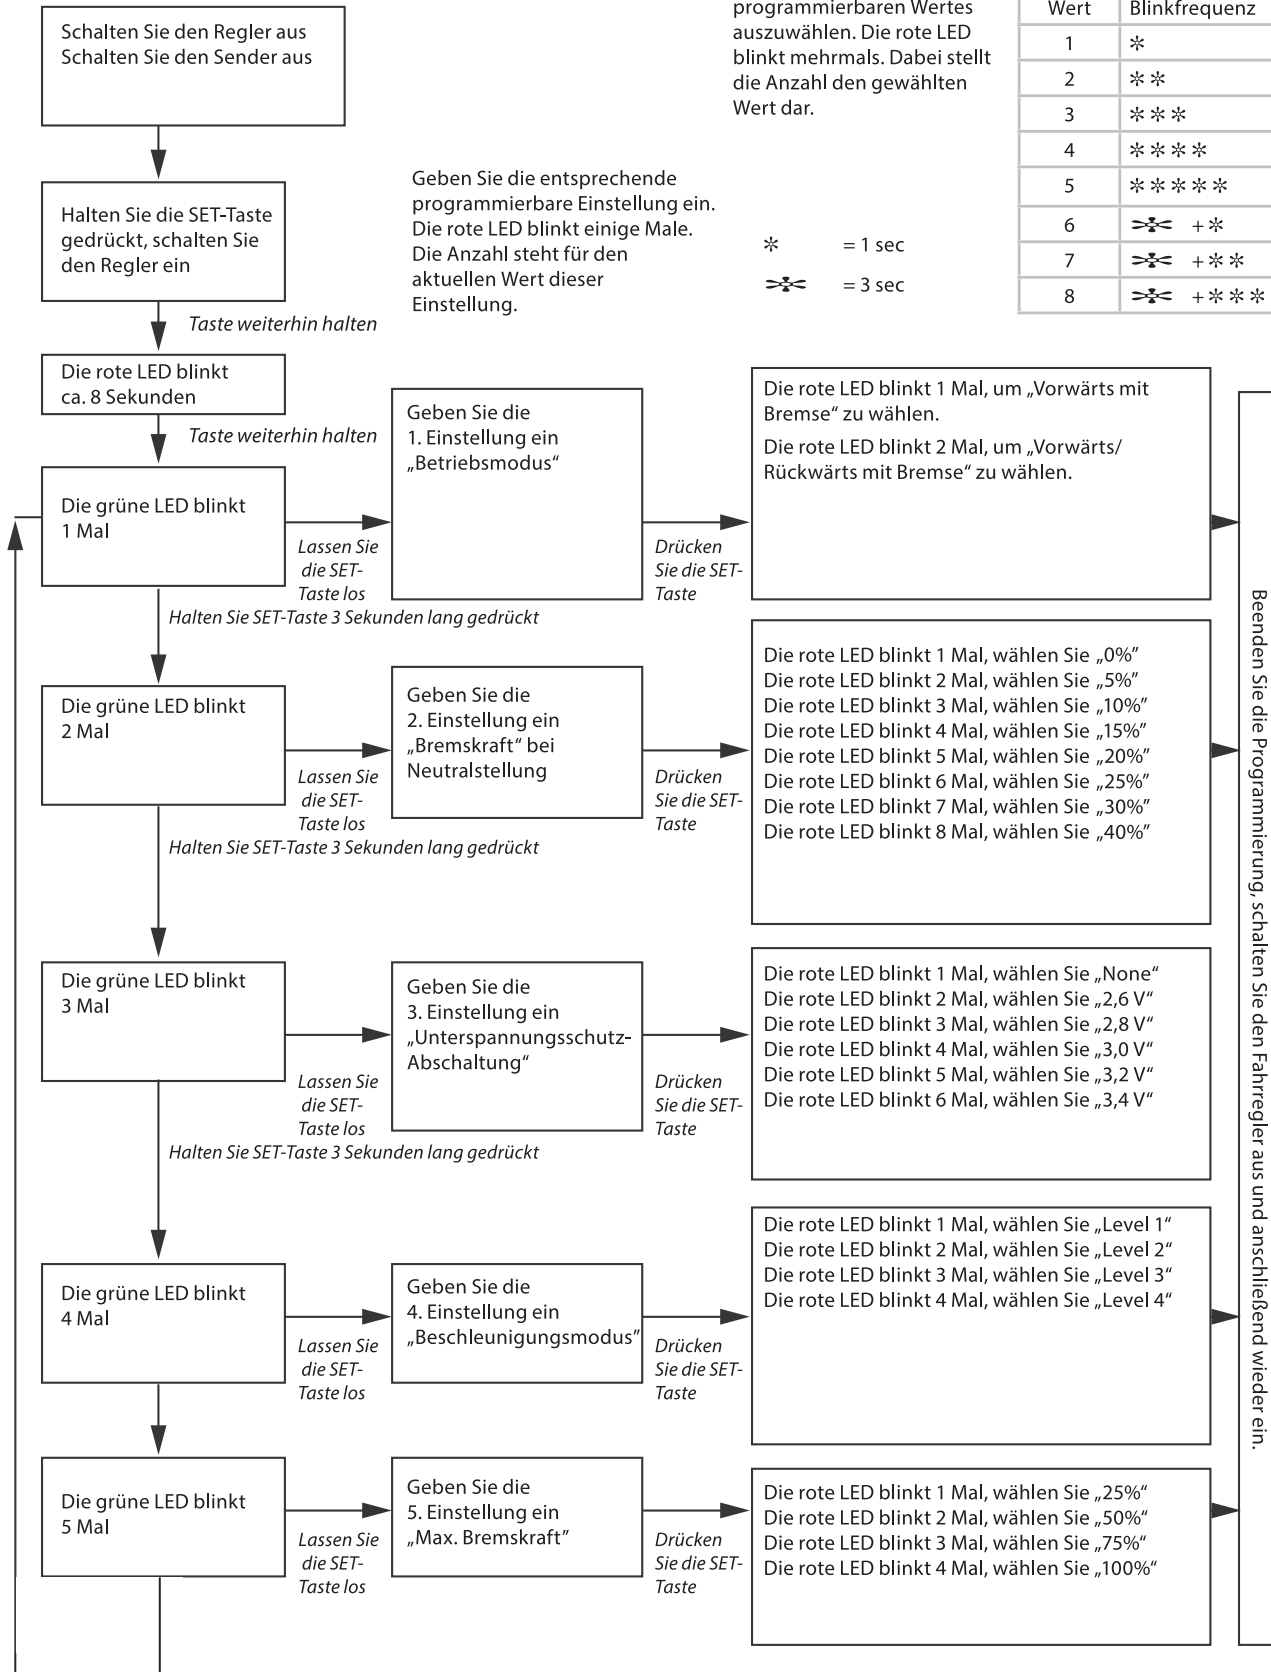 Schalten Sie den Regler aus
Schalten Sie den Sender aus
programmierbaren Wertes
auszuwählen. Die rote LED
blinkt mehrmals. Dabei stellt
die Anzahl den gewählten
Wert dar.
Wert Blinkfrequenz
1 *
2 **
3 ***
4 ****
5 *****
6 +*
7 +**
8 +***
Halten Sie die SET-Taste
gedrückt, schalten Sie
den Regler ein
Geben Sie die entsprechende
programmierbare Einstellung ein.
Die rote LED blinkt einige Male.
Die Anzahl steht für den
aktuellen Wert dieser
Einstellung.
* = 1 sec
= 3 sec
Taste weiterhin halten
Die rote LED blinkt
ca. 8 Sekunden
Taste weiterhin halten
Die grüne LED blinkt
1 Mal
Lassen Sie
die SET-
Taste los
Geben Sie die
1. Einstellung ein
„Betriebsmodus“
Drücken
Sie die SET-
Taste
Die rote LED blinkt 1 Mal, um „Vorwärts mit
Bremse“ zu wählen.
Die rote LED blinkt 2 Mal, um „Vorwärts/
Rückwärts mit Bremse“ zu wählen.
Halten Sie SET-Taste 3 Sekunden lang gedrückt
Die grüne LED blinkt
2 Mal
Lassen Sie
die SET-
Taste los
Geben Sie die
2. Einstellung ein
„Bremskraft“ bei
Neutralstellung
Drücken
Sie die SET-
Taste
Die rote LED blinkt 1 Mal, wählen Sie „0%”
Die rote LED blinkt 2 Mal, wählen Sie „5%”
Die rote LED blinkt 3 Mal, wählen Sie „10%”
Die rote LED blinkt 4 Mal, wählen Sie „15%”
Die rote LED blinkt 5 Mal, wählen Sie „20%”
Die rote LED blinkt 6 Mal, wählen Sie „25%”
Die rote LED blinkt 7 Mal, wählen Sie „30%”
Die rote LED blinkt 8 Mal, wählen Sie „40%”
Halten Sie SET-Taste 3 Sekunden lang gedrückt
Die grüne LED blinkt
3 Mal
Lassen Sie
die SET-
Taste los
Geben Sie die
3. Einstellung ein
„Unterspannungsschutz-
Abschaltung“
Drücken
Sie die SET-
Taste
Die rote LED blinkt 1 Mal, wählen Sie „None“
Die rote LED blinkt 2 Mal, wählen Sie „2,6 V“
Die rote LED blinkt 3 Mal, wählen Sie „2,8 V“
Die rote LED blinkt 4 Mal, wählen Sie „3,0 V“
Die rote LED blinkt 5 Mal, wählen Sie „3,2 V“
Die rote LED blinkt 6 Mal, wählen Sie „3,4 V“
Halten Sie SET-Taste 3 Sekunden lang gedrückt
Die grüne LED blinkt
4 Mal
Lassen Sie
die SET-
Taste los
Geben Sie die
4. Einstellung ein
„Beschleunigungsmodus”
Drücken
Sie die SET-
Taste
Die rote LED blinkt 1 Mal, wählen Sie „Level 1“
Die rote LED blinkt 2 Mal, wählen Sie „Level 2“
Die rote LED blinkt 3 Mal, wählen Sie „Level 3“
Die rote LED blinkt 4 Mal, wählen Sie „Level 4“
Die grüne LED blinkt
5 Mal
Lassen Sie
die SET-
Taste los
Geben Sie die
5. Einstellung ein
„Max. Bremskraft”
Drücken
Sie die SET-
Taste
Die rote LED blinkt 1 Mal, wählen Sie „25%“
Die rote LED blinkt 2 Mal, wählen Sie „50%“
Die rote LED blinkt 3 Mal, wählen Sie „75%“
Die rote LED blinkt 4 Mal, wählen Sie „100%“
Beenden Sie die Programmierung, schalten Sie den Fahrregler aus und anschließend wieder ein.